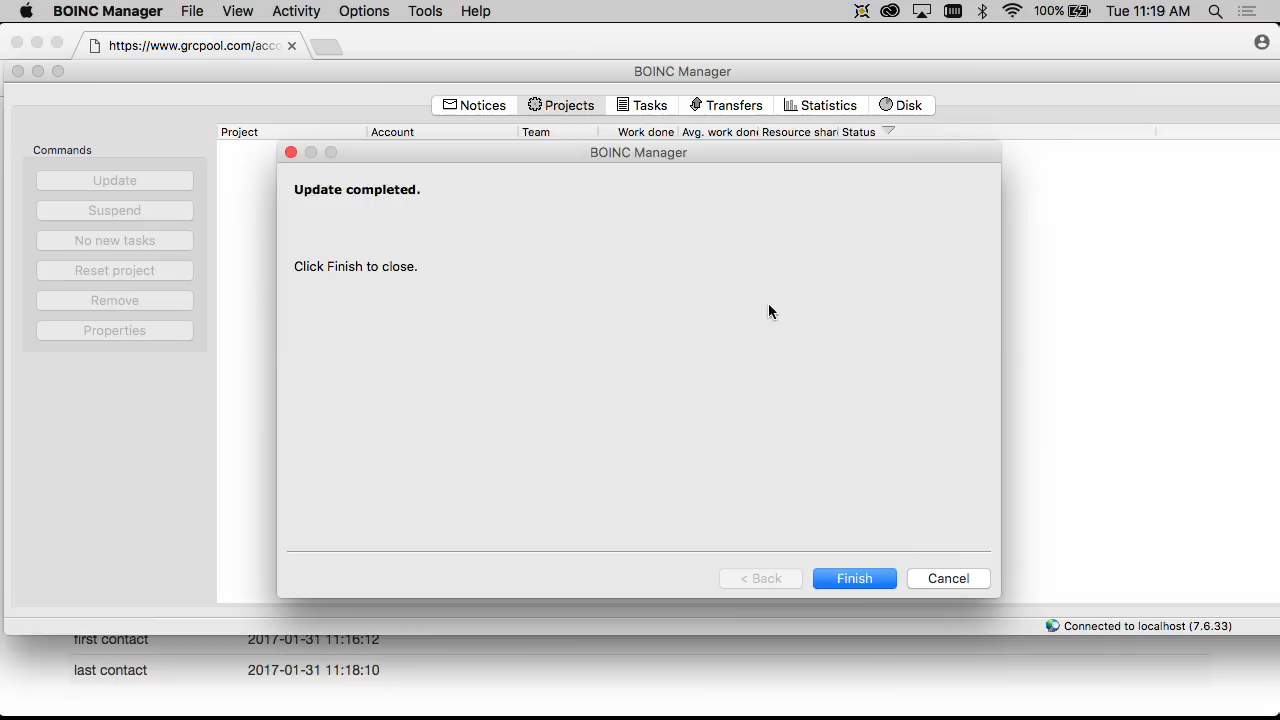 BOINC Manager File View Activity Options Tools Help 100% Tue 11:19 AM
https://www.grcpool.com/acco
BOINC Manager
Notices Projects Tasks Transfers Statistics Disk
Project Account Team Work done Avg. work done Resource shar Status
Commands
Update
Suspend
No new tasks
Reset project
Remove
Properties
BOINC Manager
Update completed.
Click Finish to close.
< Back Finish Cancel
Connected to localhost (7.6.33)
first contact 2017-01-31 11:16:12
last contact 2017-01-31 11:18:10